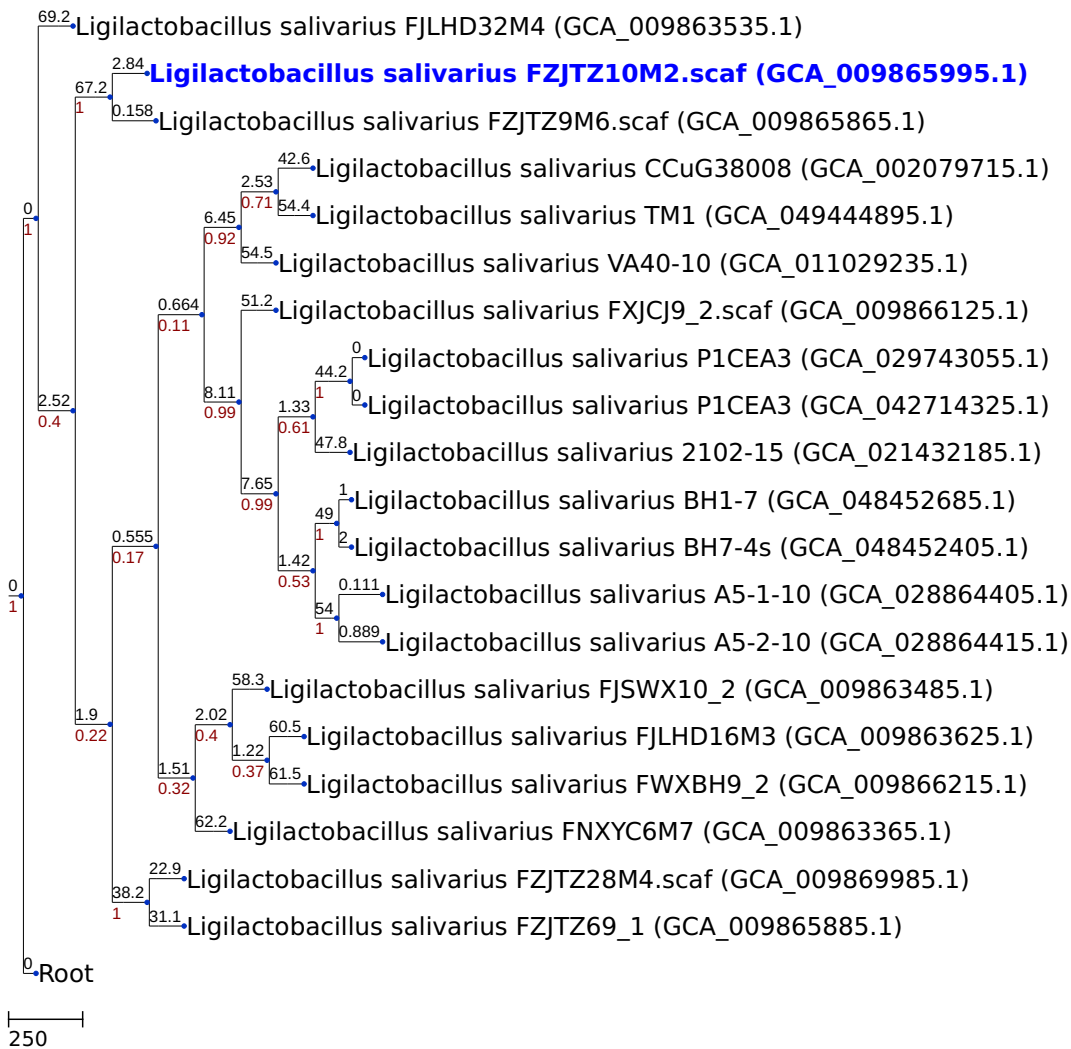 69.2 Ligilactobacillus salivarius FJLHD32M4 (GCA_009863535.1)
2.84 Ligilactobacillus salivarius FZJTZ10M2.scaf (GCA_009865995.1)
67.2
1
0.158 Ligilactobacillus salivarius FZJTZ9M6.scaf (GCA_009865865.1)
42.6 Ligilactobacillus salivarius CCuG38008 (GCA_002079715.1)
2.53
0.71
54.4 Ligilactobacillus salivarius TM1 (GCA_049444895.1)
0
1
6.45
0.92
54.5 Ligilactobacillus salivarius VA40-10 (GCA_011029235.1)
0.664
0.11
51.2 Ligilactobacillus salivarius FXJCJ9_2.scaf (GCA_009866125.1)
0 Ligilactobacillus salivarius P1CEA3 (GCA_029743055.1)
44.2
1
0 Ligilactobacillus salivarius P1CEA3 (GCA_042714325.1)
2.52
0.4
8.11
0.99
1.33
0.61
47.8 Ligilactobacillus salivarius 2102-15 (GCA_021432185.1)
7.65
0.99
1 Ligilactobacillus salivarius BH1-7 (GCA_048452685.1)
49
1
2 Ligilactobacillus salivarius BH7-4s (GCA_048452405.1)
0.555
0.17
1.42
0.53
0
1
0.111 Ligilactobacillus salivarius A5-1-10 (GCA_028864405.1)
54
1
0.889 Ligilactobacillus salivarius A5-2-10 (GCA_028864415.1)
58.3 Ligilactobacillus salivarius FJSWX10_2 (GCA_009863485.1)
1.9
0.22
2.02
0.4
60.5 Ligilactobacillus salivarius FJLHD16M3 (GCA_009863625.1)
1.22
0.37
1.51
0.32
61.5 Ligilactobacillus salivarius FWXBH9_2 (GCA_009866215.1)
62.2 Ligilactobacillus salivarius FNXYC6M7 (GCA_009863365.1)
22.9 Ligilactobacillus salivarius FZJTZ28M4.scaf (GCA_009869985.1)
38.2
1
31.1 Ligilactobacillus salivarius FZJTZ69_1 (GCA_009865885.1)
0 Root
250